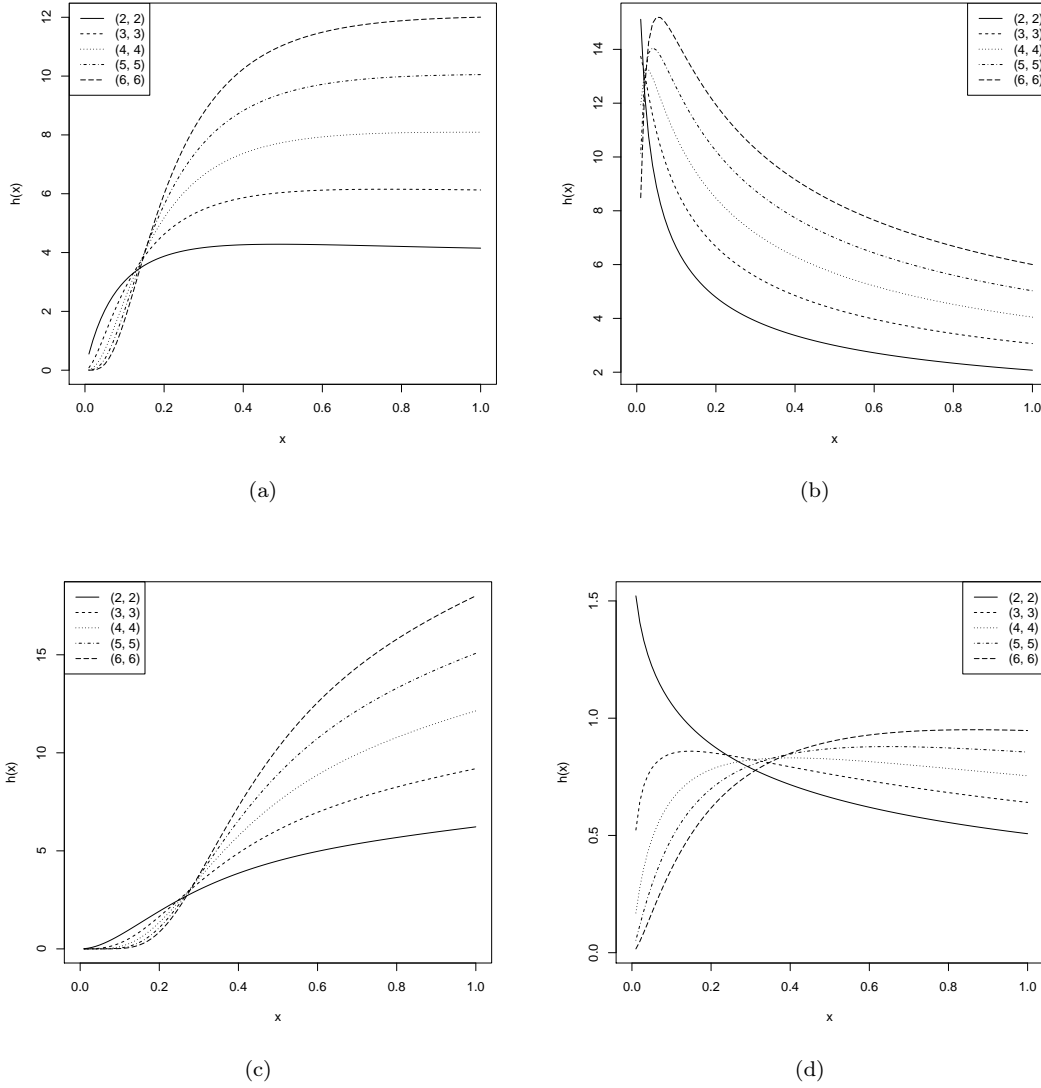 (2, 2)
(3, 3)
(4, 4)
(5, 5)
(6, 6)
12
10
8
6
4
2
0
h(x)
0.0 0.2 0.4 0.6 0.8 1.0
x
(a)
(2, 2)
(3, 3)
(4, 4)
(5, 5)
(6, 6)
14
12
10
8
6
4
2
h(x)
0.0 0.2 0.4 0.6 0.8 1.0
x
(b)
(2, 2)
(3, 3)
(4, 4)
(5, 5)
(6, 6)
15
10
5
0
h(x)
0.0 0.2 0.4 0.6 0.8 1.0
x
(c)
(2, 2)
(3, 3)
(4, 4)
(5, 5)
(6, 6)
1.5
1.0
0.5
0.0
h(x)
0.0 0.2 0.4 0.6 0.8 1.0
x
(d)